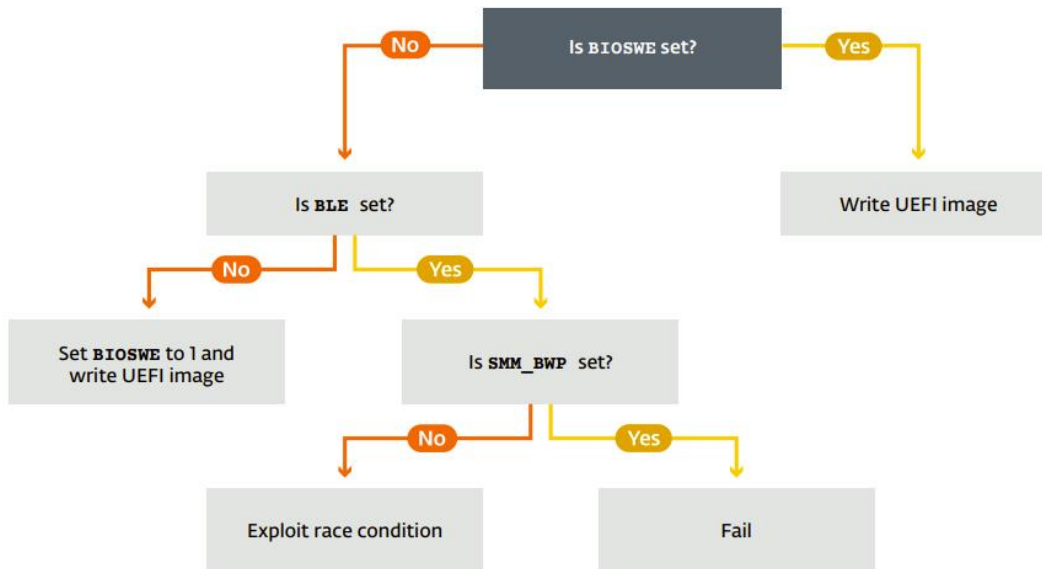 Is BIOSWE set?
No
Yes
Is BLE set?
Write UEFI image
No
Yes
Set BIOSWE to 1 and
write UEFI image
Is SMM_BWP set?
No
Yes
Exploit race condition
Fail